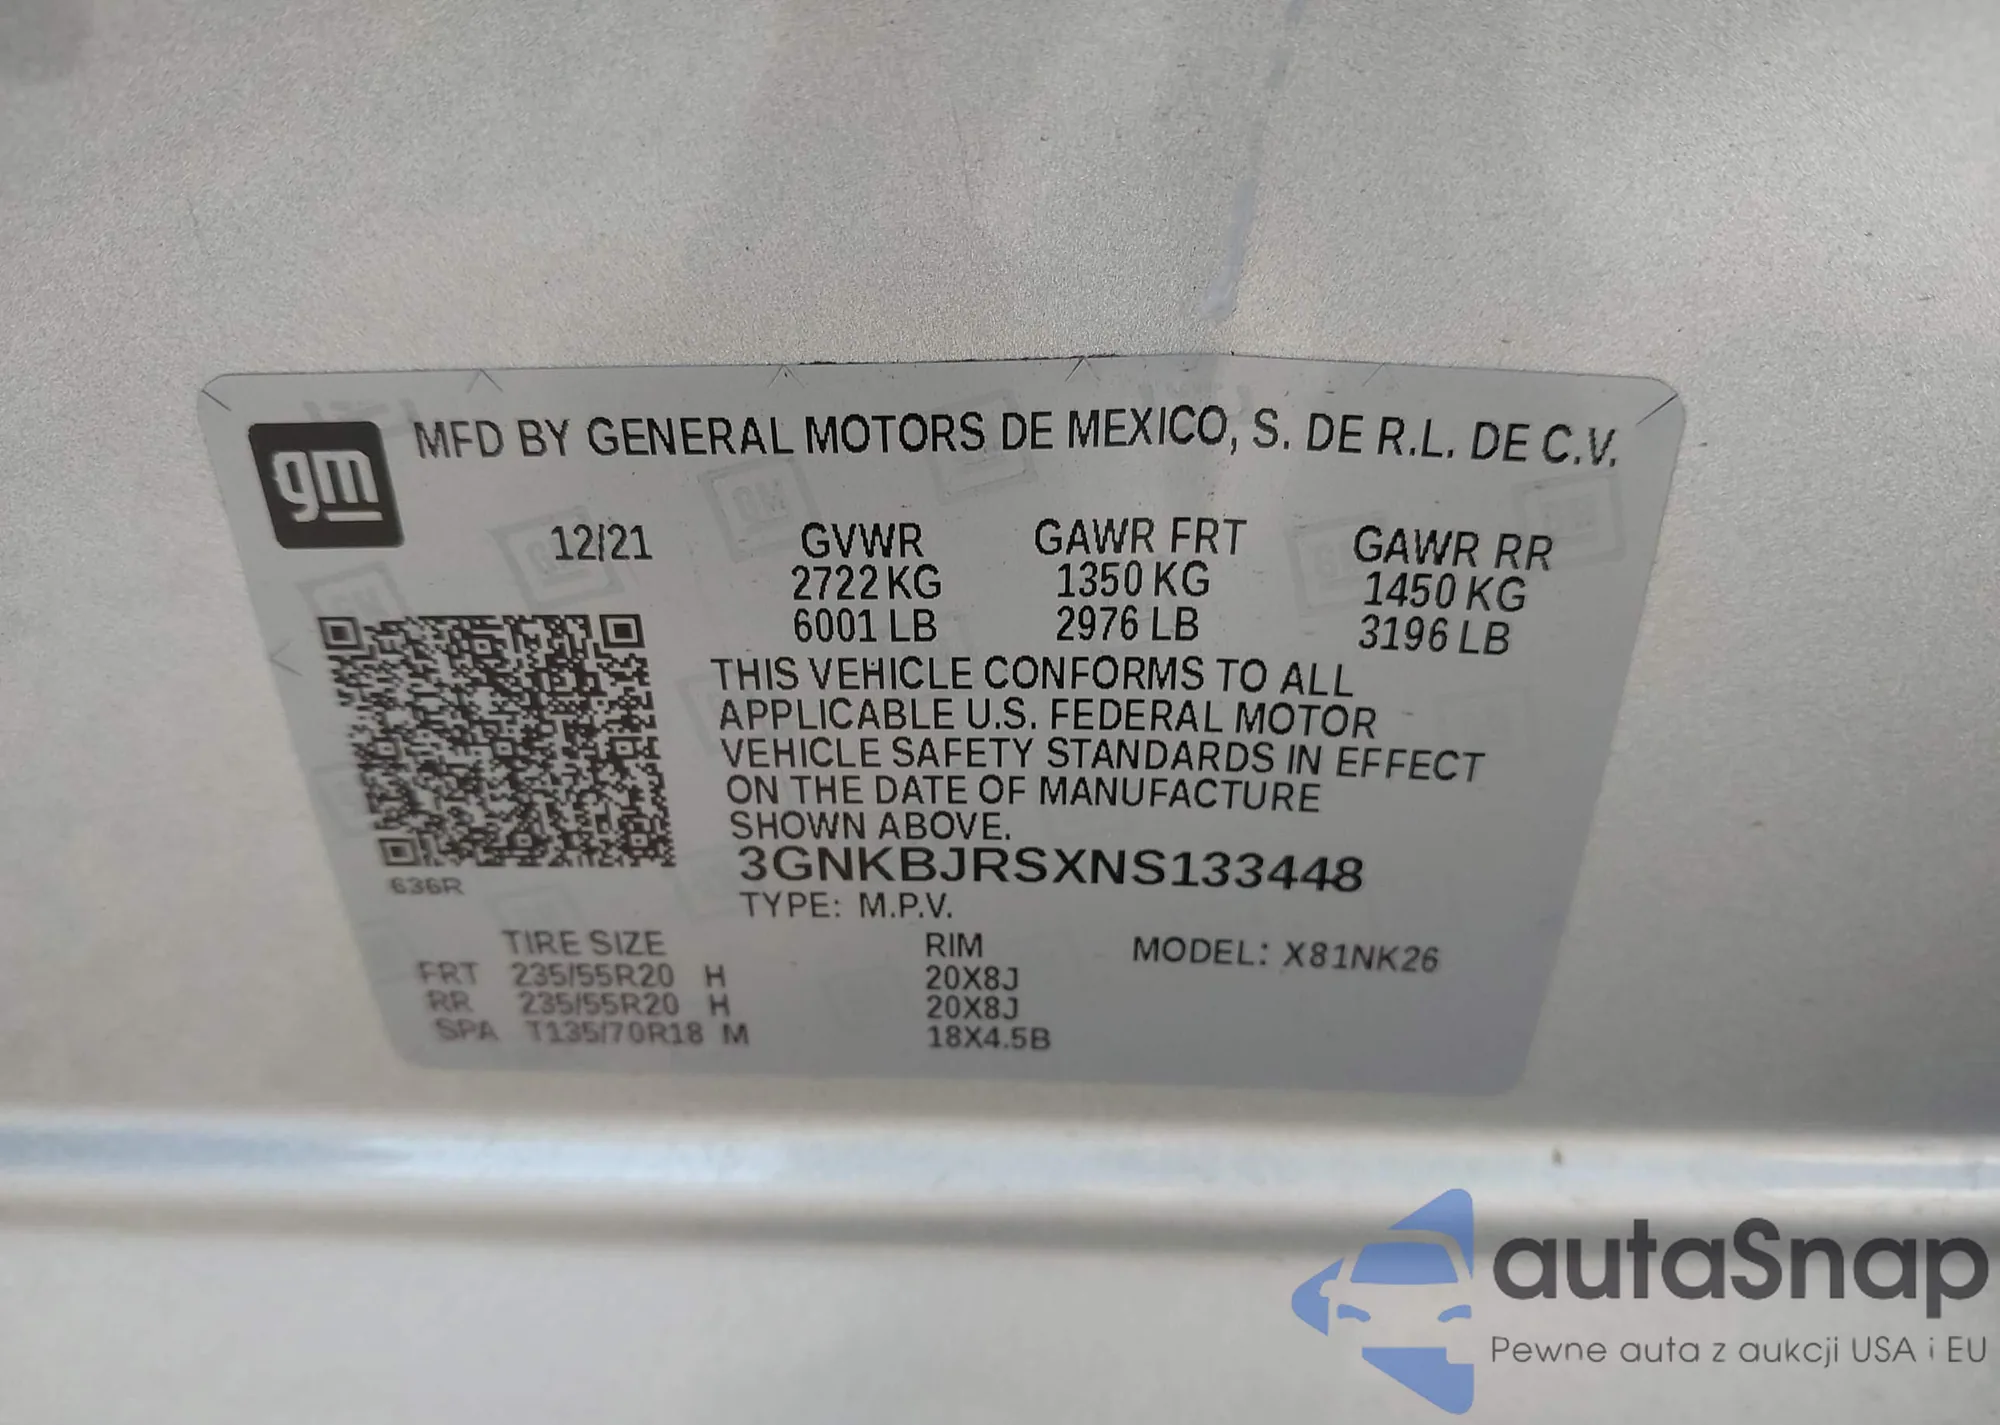 gm
MFD BY GENERAL MOTORS DE MEXICO, S. DE R.L. DE C.V.
12/21 GVWR GAWR FRT GAWR RR
2722 KG 1350 KG 1450 KG
6001 LB 2976 LB 3196 LB
THIS VEHICLE CONFORMS TO ALL
APPLICABLE U.S. FEDERAL MOTOR
VEHICLE SAFETY STANDARDS IN EFFECT
ON THE DATE OF MANUFACTURE
SHOWN ABOVE.
3GNKBJRSXNS133448
636R
TYPE: M.P.V.
TIRE SIZE RIM MODEL: X81NK26
FRT 235/55R20 H 20X8J
RR 235/55R20 H 20X8J
SPA T135/70R18 M 18X4.5B
autaSnap
Pewne auta z aukcji USA i EU